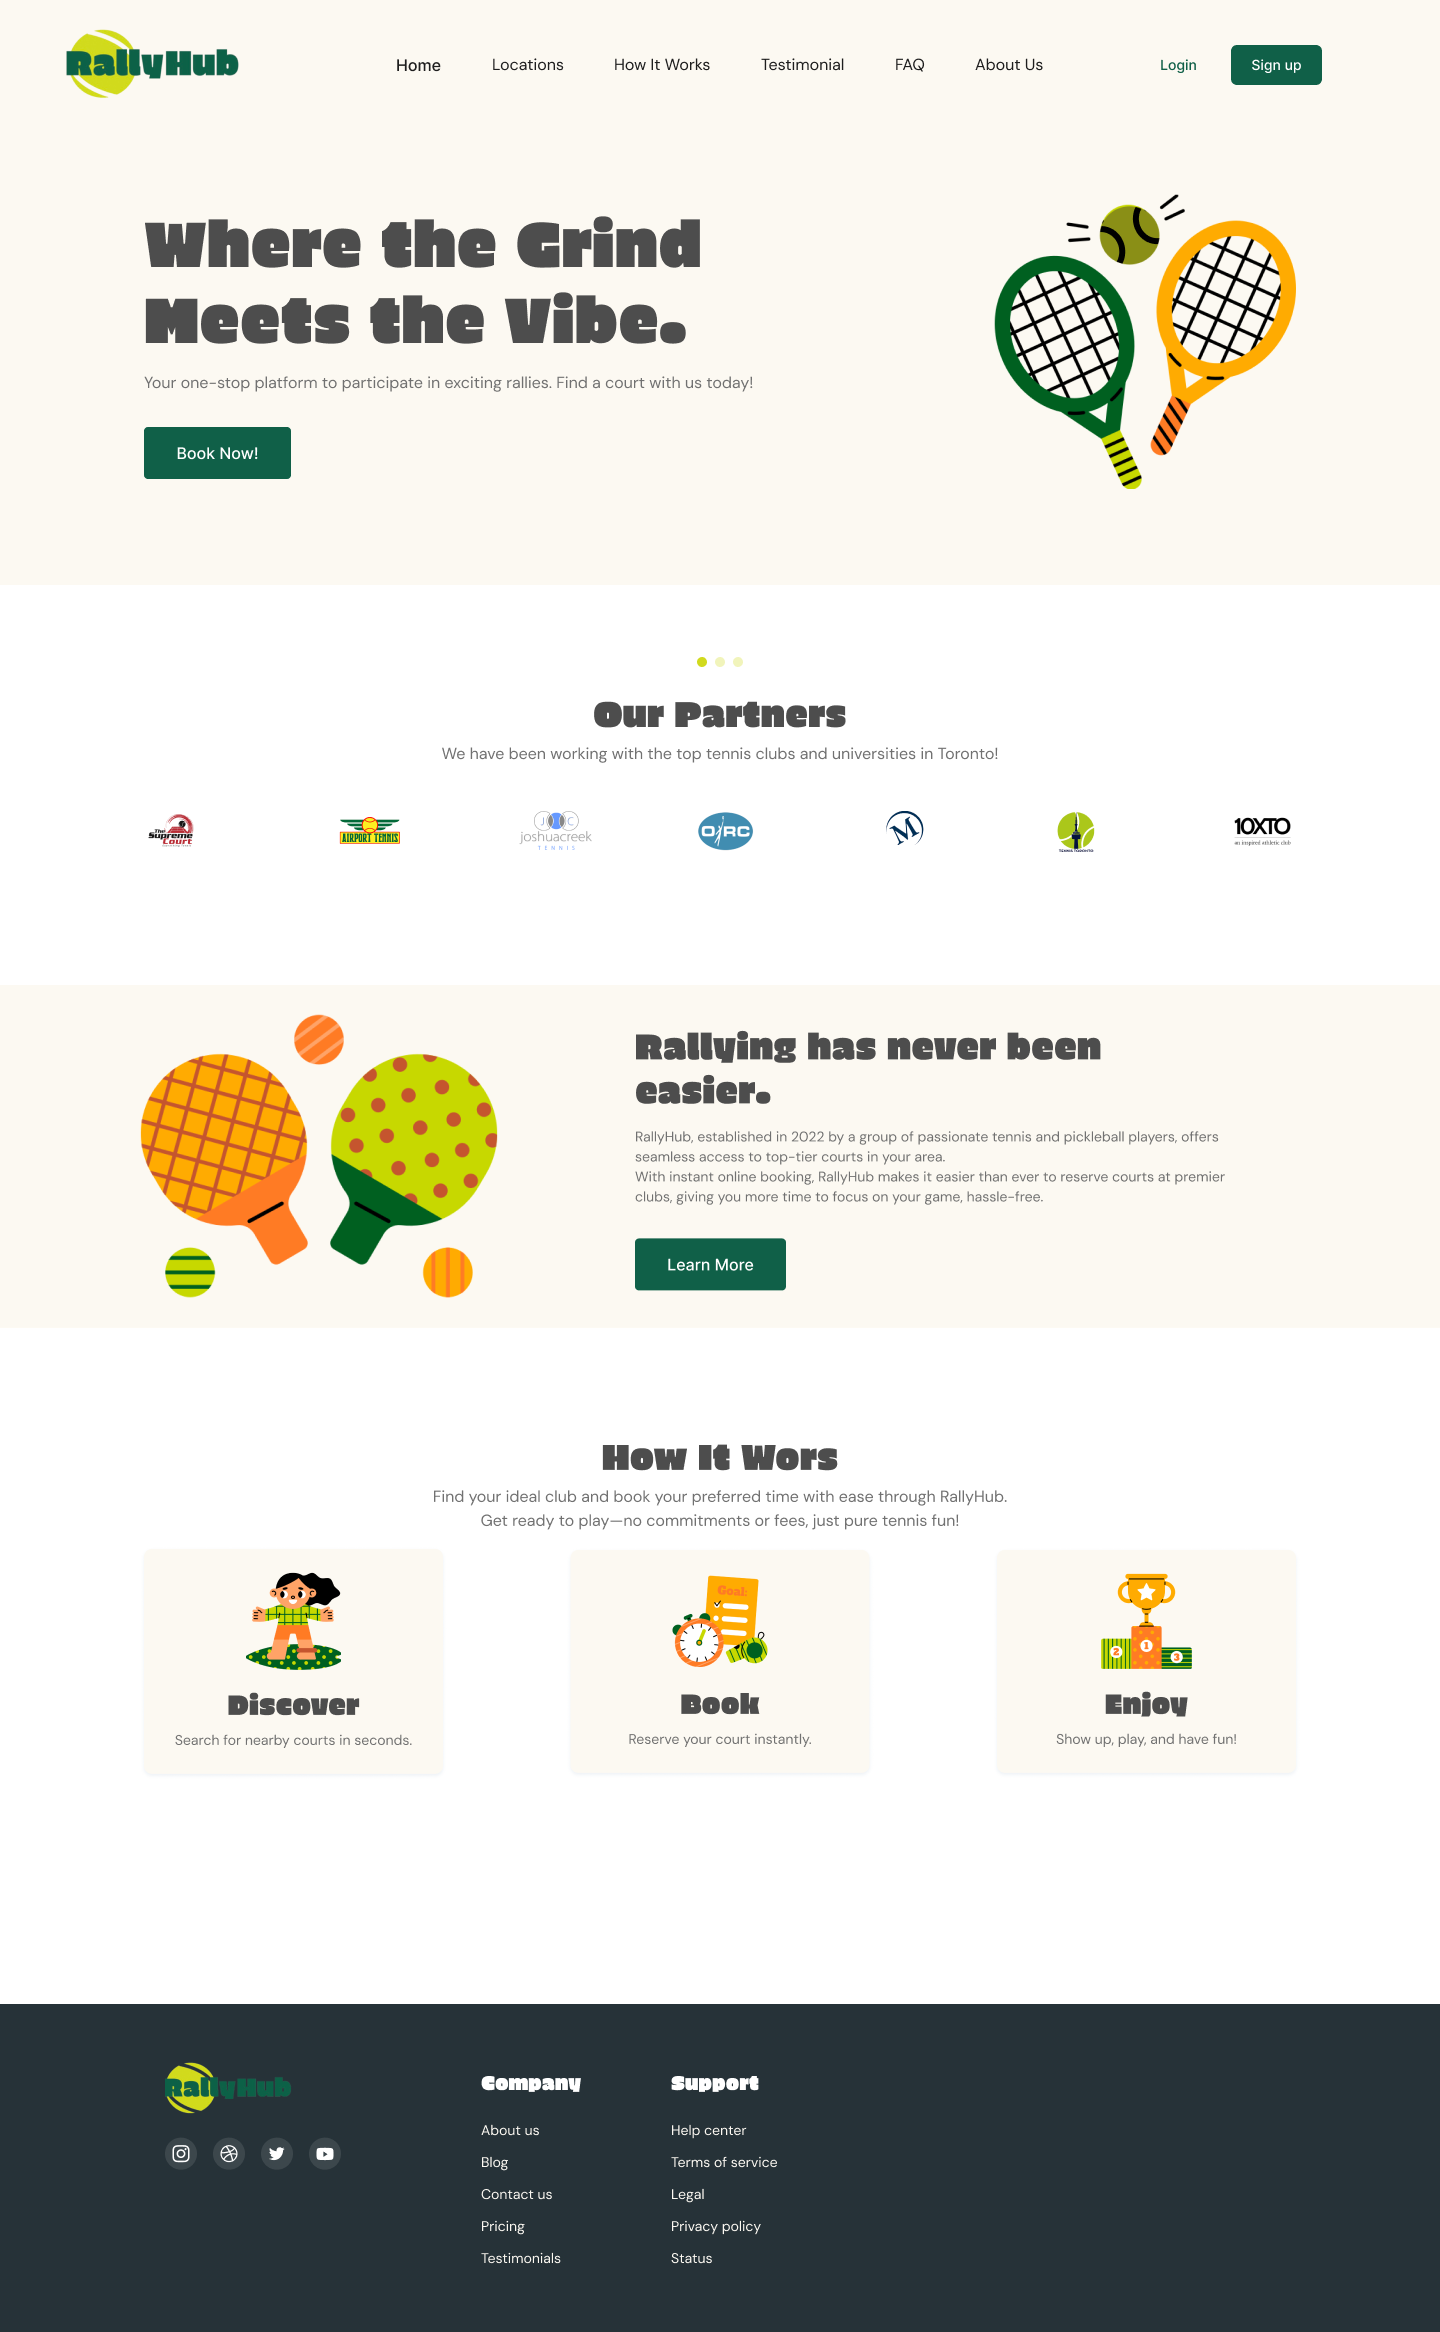 RallyHub
Home
Locations
How It Works
Testimonial
FAQ
About Us
Login
Sign up
Where the Grind
Meets the Vibe.
Your one-stop platform to participate in exciting rallies. Find a court with us today!
Book Now!
Our Partners
We have been working with the top tennis clubs and universities in Toronto!
The
Supreme
Court
AIRPORT TENNIS
J C
joshuacreek
TENNIS
OIRC
M
TENNIS TORONTO
10XTO
an inspired athletic club
Rallying has never been
easier.
RallyHub, established in 2022 by a group of passionate tennis and pickleball players, offers
seamless access to top-tier courts in your area.
With instant online booking, RallyHub makes it easier than ever to reserve courts at premier
clubs, giving you more time to focus on your game, hassle-free.
Learn More
How It Wors
Find your ideal club and book your preferred time with ease through RallyHub.
Get ready to play—no commitments or fees, just pure tennis fun!
Discover
Search for nearby courts in seconds.
Goal:
Book
Reserve your court instantly.
2 1 3
Enjoy
Show up, play, and have fun!
RallyHub
Company
About us
Blog
Contact us
Pricing
Testimonials
Support
Help center
Terms of service
Legal
Privacy policy
Status